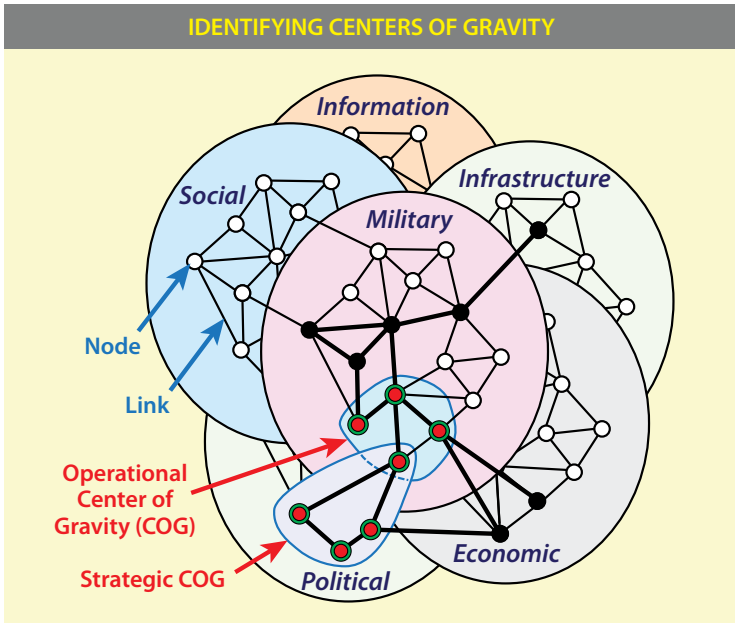 IDENTIFYING CENTERS OF GRAVITY
Information
Social
Infrastructure
Military
Node
Link
Operational
Center of
Gravity (COG)
Strategic COG
Political
Economic